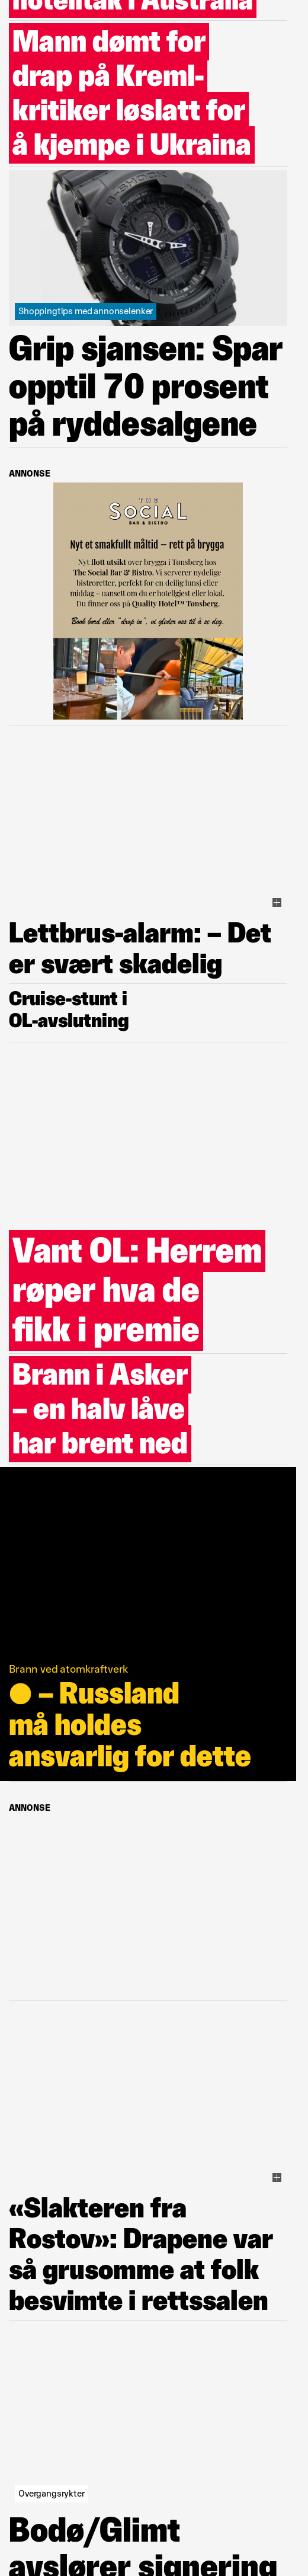 hotelltak i Australia
Mann dømt for
drap på Kreml-
kritiker løslatt for
å kjempe i Ukraina
Shoppingtips med annonselenker
Grip sjansen: Spar
opptil 70 prosent
på ryddesalgene
ANNONSE
THE
SOCIAL
BAR & BISTRO
Nyt et smakfullt måltid – rett på brygga
Nyt flott utsikt over brygga i Tønsberg hos
The Social Bar & Bistro. Vi serverer nydelige
bistroretter, perfekt for en deilig lunsj eller
middag – uansett om du er hotellgjest eller lokal.
Du finner oss på Quality Hotel™ Tønsberg.
Book bord eller "drop in", vi gleder oss til å se deg.
Lettbrus-alarm: – Det
er svært skadelig
Cruise-stunt i
OL-avslutning
Vant OL: Herrem
røper hva de
fikk i premie
Brann i Asker
– en halv låve
har brent ned
Brann ved atomkraftverk
– Russland
må holdes
ansvarlig for dette
ANNONSE
«Slakteren fra
Rostov»: Drapene var
så grusomme at folk
besvimte i rettssalen
Overgangsrykter
Bodø/Glimt
avslører signering